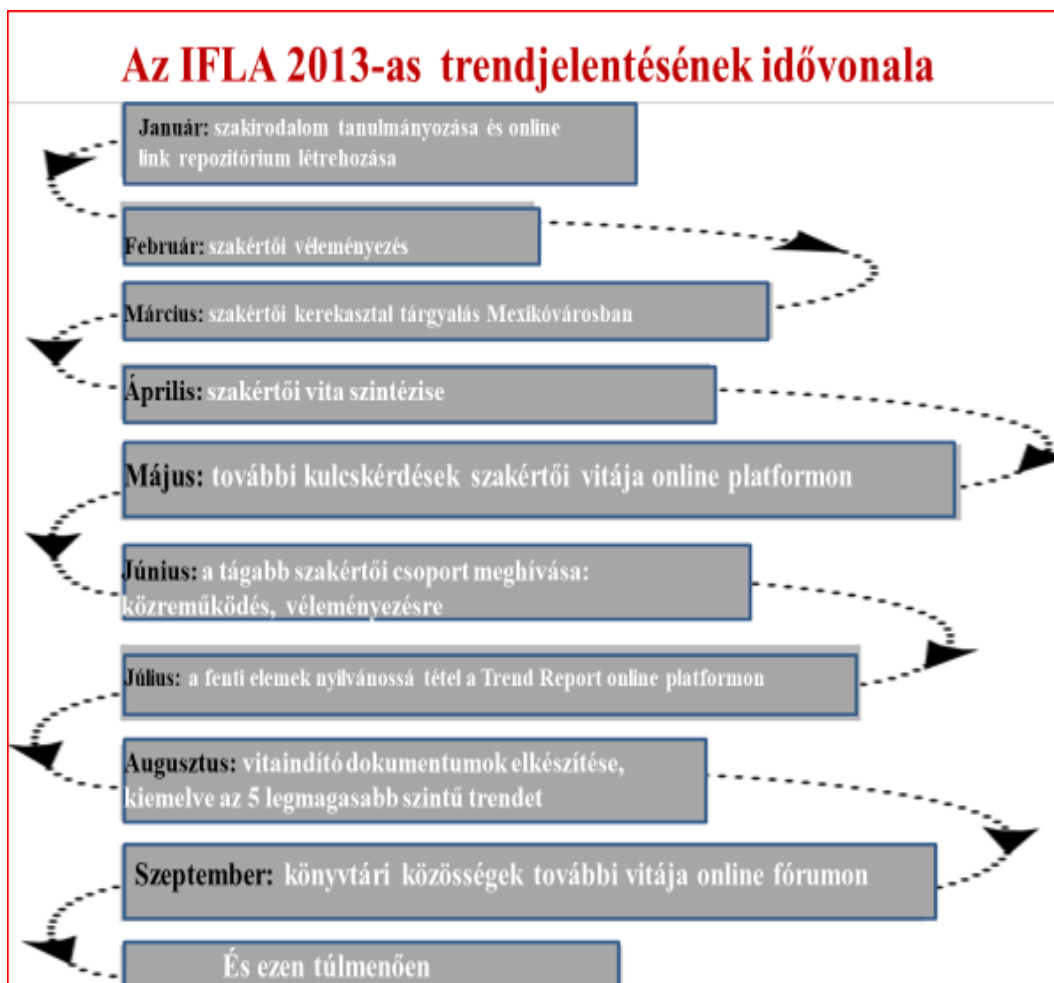 Az IFLA 2013-as trendjelentésének idővonala
Január: szakirodalom tanulmányozása és online
link repozitórium létrehozása
Február: szakértői véleményezés
Március: szakértői kerekasztal tárgyalás Mexikóvárosban
Április: szakértői vita szintézise
Május: további kulcskérdések szakértői vitája online platformon
Június: a tágabb szakértői csoport meghívása:
közreműködés, véleményezésre
Július: a fenti elemek nyilvánossá tétel a Trend Report online platformon
Augusztus: vitaindító dokumentumok elkészítése,
kiemelve az 5 legmagasabb szintű trendet
Szeptember: könyvtári közösségek további vitája online fórumon
És ezen túlmenően